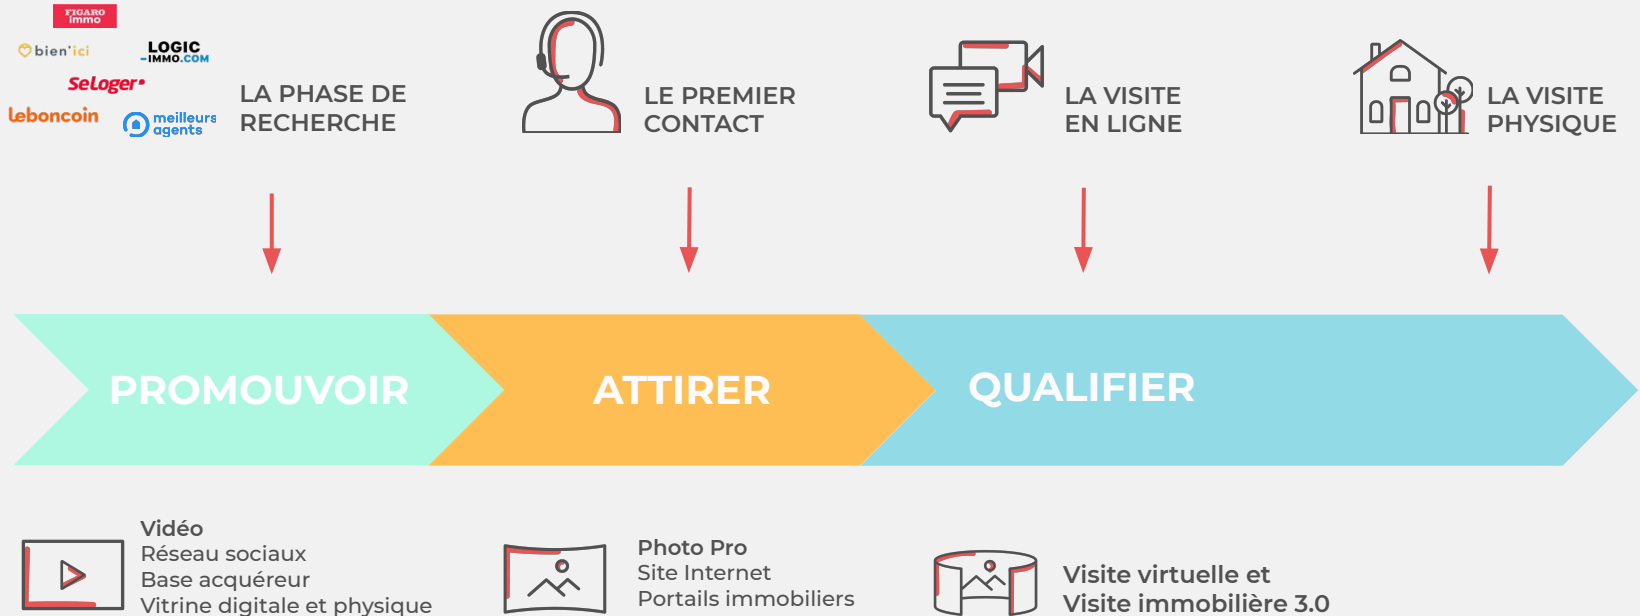 FIGARO
immo
bien'ici
LOGIC
-IMMO.COM
SeLoger
leboncoin
meilleurs
agents
LA PHASE DE
RECHERCHE
LE PREMIER
CONTACT
LA VISITE
EN LIGNE
LA VISITE
PHYSIQUE
PROMOUVOIR
ATTIRER
QUALIFIER
Vidéo
Réseau sociaux
Base acquéreur
Vitrine digitale et physique
Photo Pro
Site Internet
Portails immobiliers
Visite virtuelle et
Visite immobilière 3.0